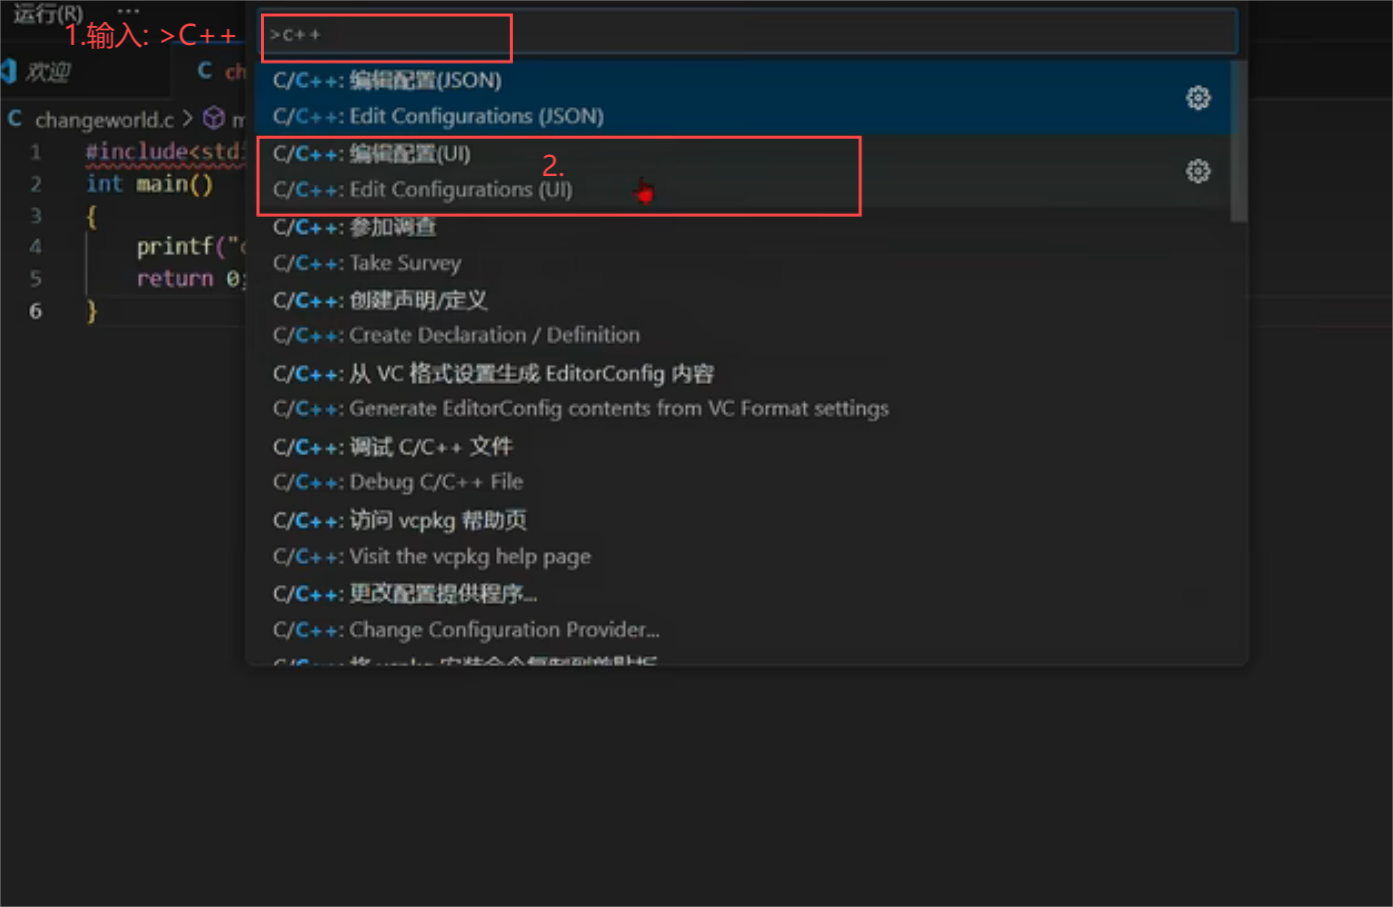 运行(R) ...
1.输入: >C++
>c++
欢迎
C ch
changeworld.c > m
C/C++: 编辑配置(JSON)
C/C++: Edit Configurations (JSON)
C/C++: 编辑配置(UI)
2.
C/C++: Edit Configurations (UI)
C/C++: 参加调查
C/C++: Take Survey
C/C++: 创建声明/定义
C/C++: Create Declaration / Definition
C/C++: 从 VC 格式设置生成 EditorConfig 内容
C/C++: Generate EditorConfig contents from VC Format settings
C/C++: 调试 C/C++ 文件
C/C++: Debug C/C++ File
C/C++: 访问 vcpkg 帮助页
C/C++: Visit the vcpkg help page
C/C++: 更改配置提供程序...
C/C++: Change Configuration Provider...
1 #include<std
2 int main()
3 {
4 printf("
5 return 0;
6 }